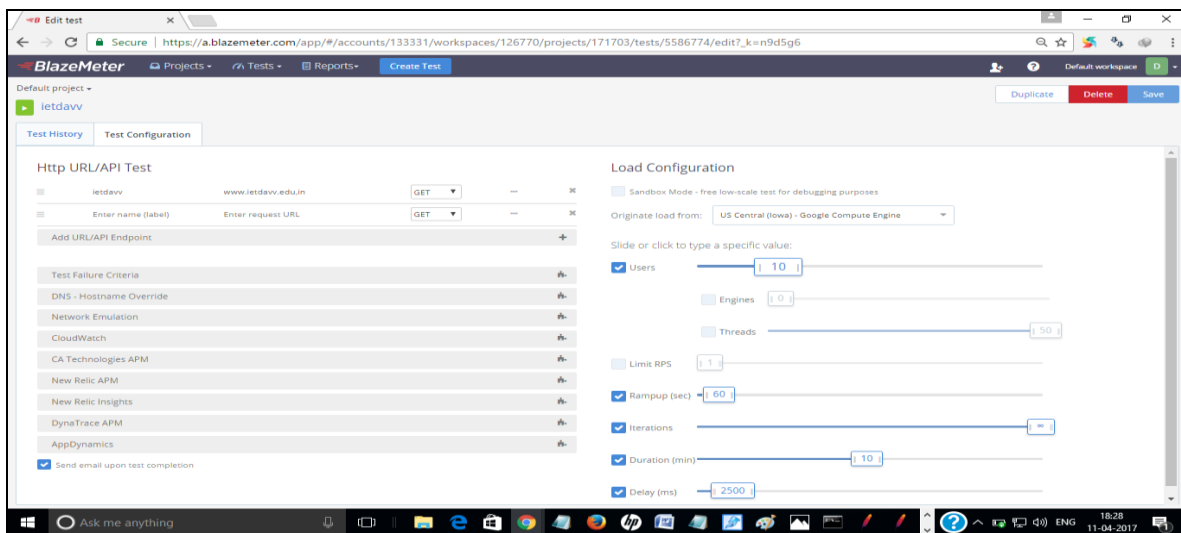 Edit test
Secure | https://a.blazemeter.com/app/#/accounts/133331/workspaces/126770/projects/171703/tests/5586774/edit?_k=n9d5g6
BlazeMeter Projects Tests Reports Create Test Default workspace D
Default project
ietdavv
Duplicate Delete Save
Test History Test Configuration
Http URL/API Test
ietdavv www.ietdavv.edu.in GET
Enter name (label) Enter request URL GET
Add URL/API Endpoint
Test Failure Criteria
DNS - Hostname Override
Network Emulation
CloudWatch
CA Technologies APM
New Relic APM
New Relic Insights
DynaTrace APM
AppDynamics
Send email upon test completion
Load Configuration
Sandbox Mode - free low-scale test for debugging purposes
Originate load from: US Central (Iowa) - Google Compute Engine
Slide or click to type a specific value:
Users 10
Engines 0
Threads 50
Limit RPS 1
Rampup (sec) 60
Iterations ∞
Duration (min) 10
Delay (ms) 2500
Ask me anything
ENG
18:28
11-04-2017